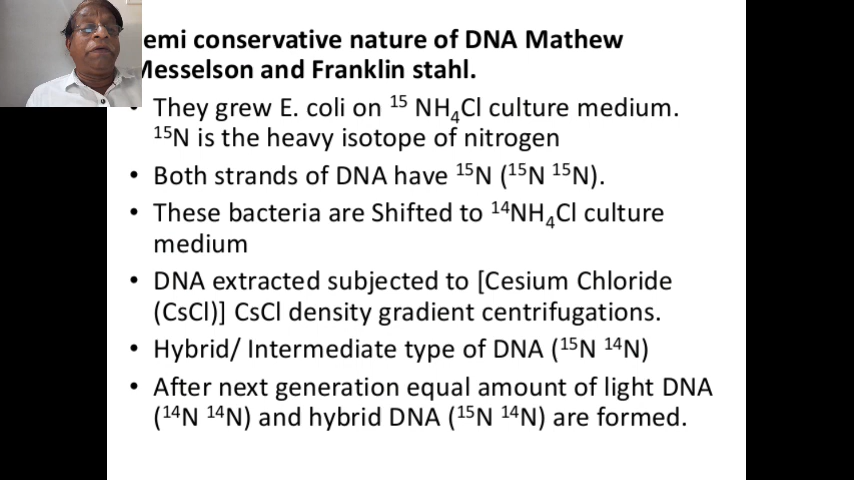 emi conservative nature of DNA Mathew
Messelson and Franklin stahl.
• They grew E. coli on ¹⁵ NH₄Cl culture medium.
¹⁵N is the heavy isotope of nitrogen
• Both strands of DNA have ¹⁵N (¹⁵N ¹⁵N).
• These bacteria are Shifted to ¹⁴NH₄Cl culture
medium
• DNA extracted subjected to [Cesium Chloride
(CsCl)] CsCl density gradient centrifugations.
• Hybrid/ Intermediate type of DNA (¹⁵N ¹⁴N)
• After next generation equal amount of light DNA
(¹⁴N ¹⁴N) and hybrid DNA (¹⁵N ¹⁴N) are formed.